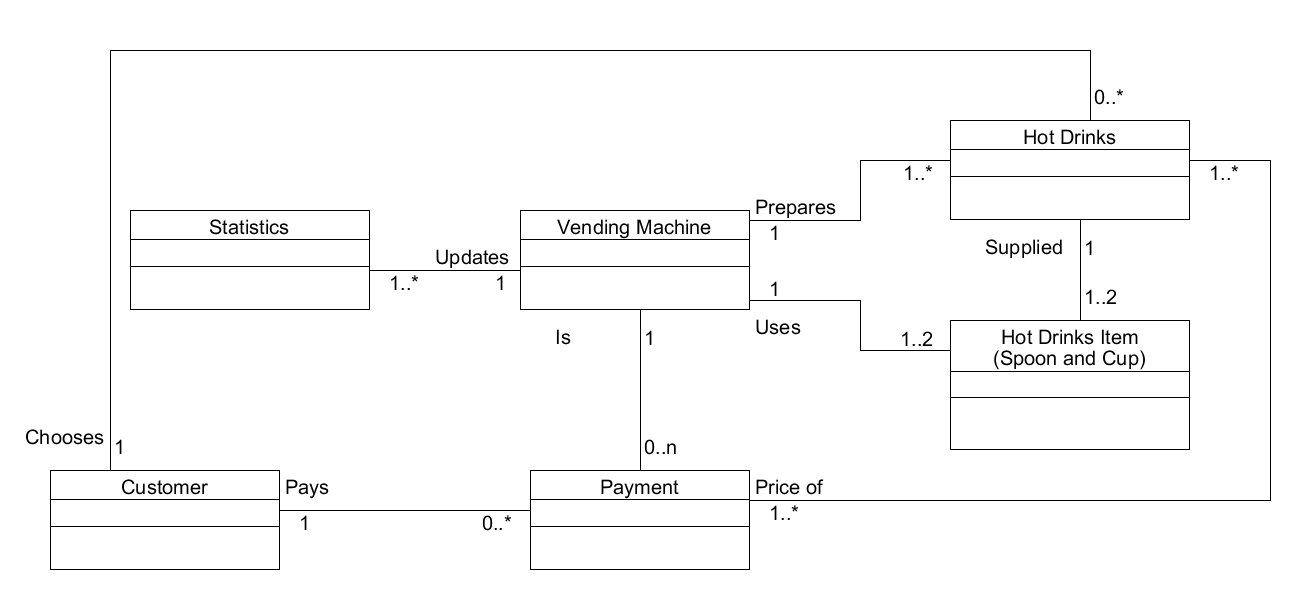 0..*
Hot Drinks
1..*
1..*
Prepares
1
Statistics
Vending Machine
Updates
1..*
1
Supplied
1
1
1..2
Uses
1..2
Hot Drinks Item
(Spoon and Cup)
Is
1
Chooses
1
0..n
Customer
Pays
1
0..*
Payment
Price of
1..*